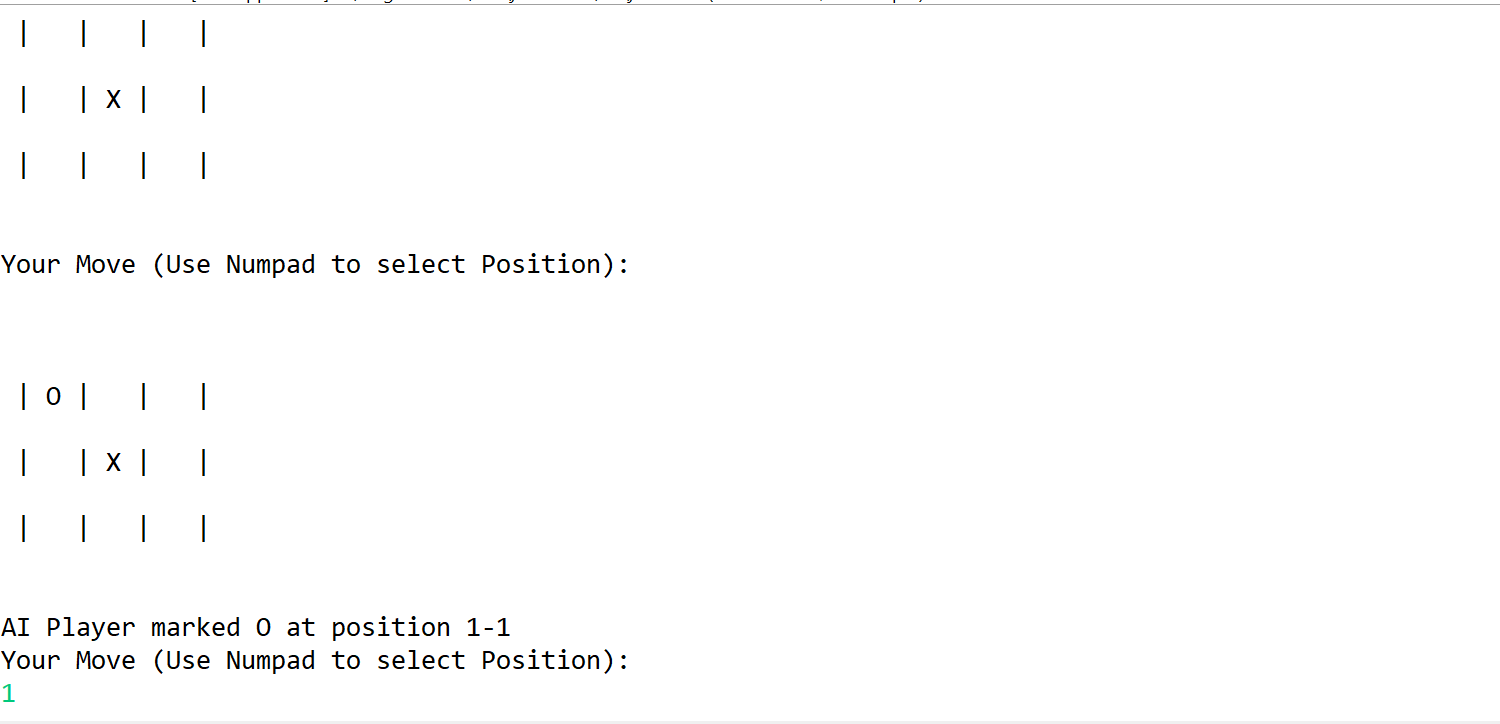 |   |   |   |
|   | X |   |
|   |   |   |
Your Move (Use Numpad to select Position):
| O |   |   |
|   | X |   |
|   |   |   |
AI Player marked O at position 1-1
Your Move (Use Numpad to select Position):
1